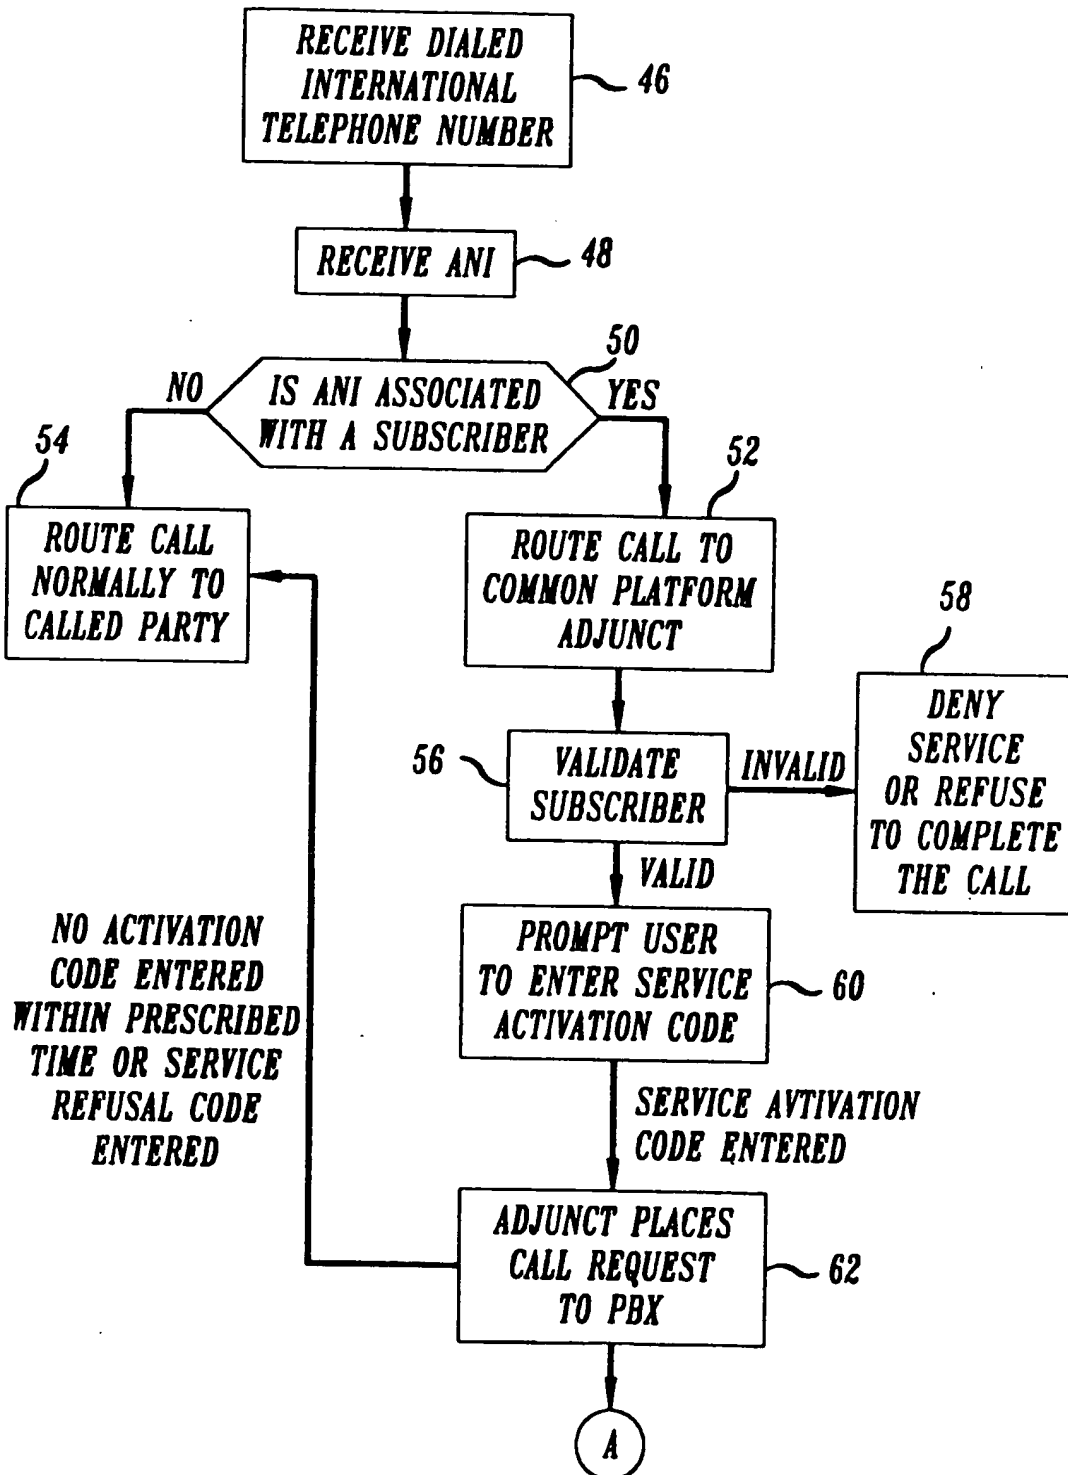 RECEIVE DIALED
INTERNATIONAL
TELEPHONE NUMBER
46
RECEIVE ANI
48
IS ANI ASSOCIATED
WITH A SUBSCRIBER
50
NO
YES
54
ROUTE CALL
NORMALLY TO
CALLED PARTY
52
ROUTE CALL TO
COMMON PLATFORM
ADJUNCT
56
VALIDATE
SUBSCRIBER
INVALID
58
DENY
SERVICE
OR REFUSE
TO COMPLETE
THE CALL
VALID
PROMPT USER
TO ENTER SERVICE
ACTIVATION CODE
60
NO ACTIVATION
CODE ENTERED
WITHIN PRESCRIBED
TIME OR SERVICE
REFUSAL CODE
ENTERED
SERVICE AVTIVATION
CODE ENTERED
ADJUNCT PLACES
CALL REQUEST
TO PBX
62
A